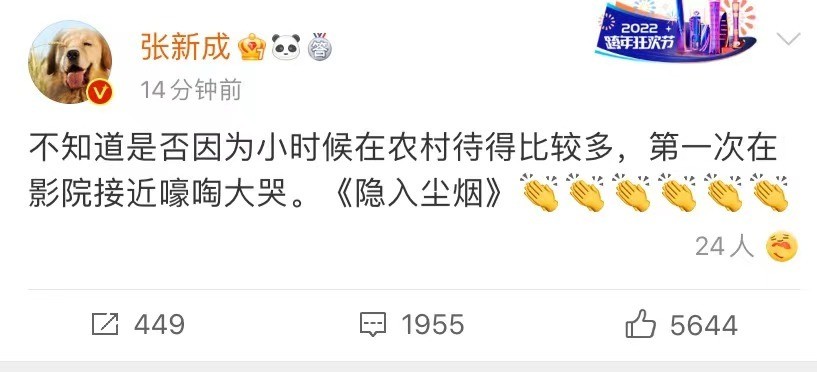 张新成
2022
跨年狂欢节
14分钟前
不知道是否因为小时候在农村待得比较多，第一次在
影院接近嚎啕大哭。《隐入尘烟》👏👏👏👏👏👏
24人
449
1955
5644